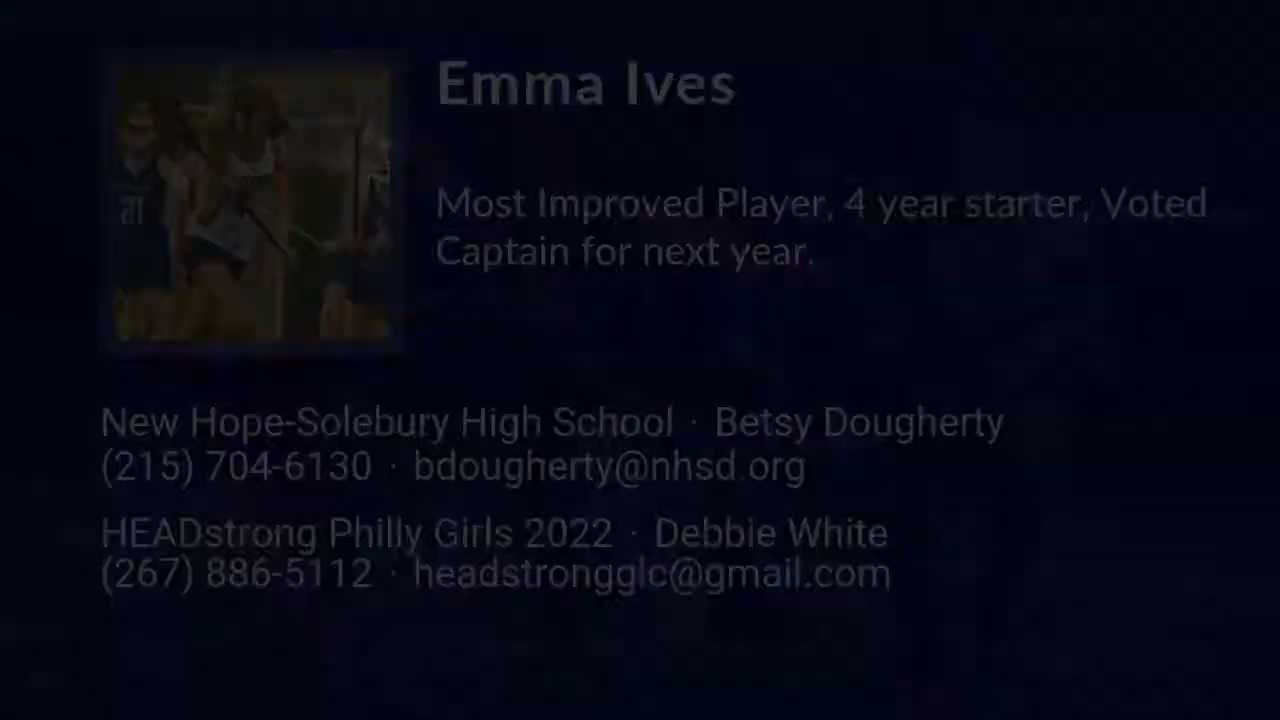 Emma Ives
Most Improved Player, 4 year starter, Voted
Captain for next year.
21
New Hope-Solebury High School · Betsy Dougherty
(215) 704-6130 · bdougherty@nhsd.org
HEADstrong Philly Girls 2022 · Debbie White
(267) 886-5112 · headstrongglc@gmail.com